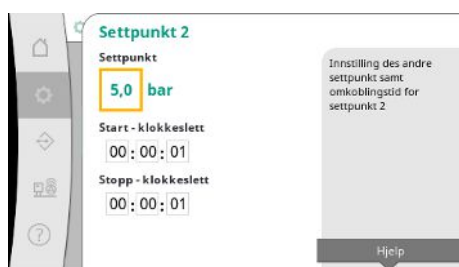 Settpunkt 2
Settpunkt
5,0 bar
Start - klokkeslett
00 : 00 : 01
Stopp - klokkeslett
00 : 00 : 01
Innstilling des andre
settpunkt samt
omkoblingstid for
settpunkt 2
Hjelp